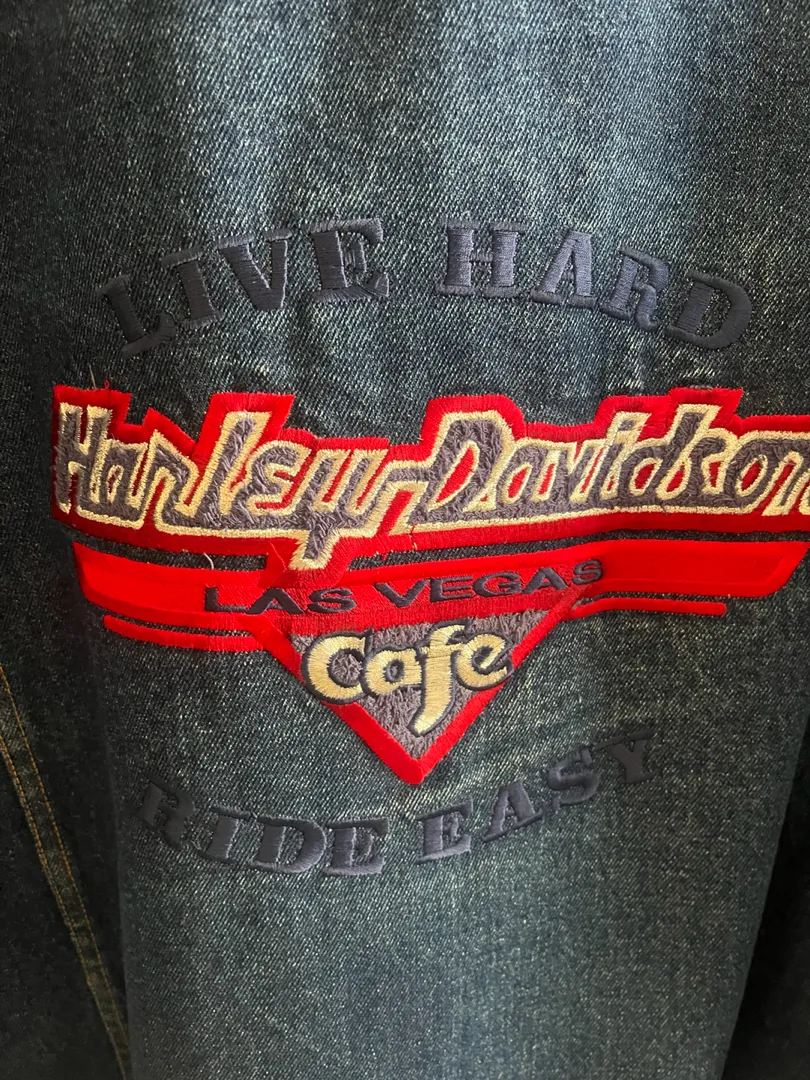 LIVE HARD
Harley-Davidson
LAS VEGAS
Cafe
RIDE EASY